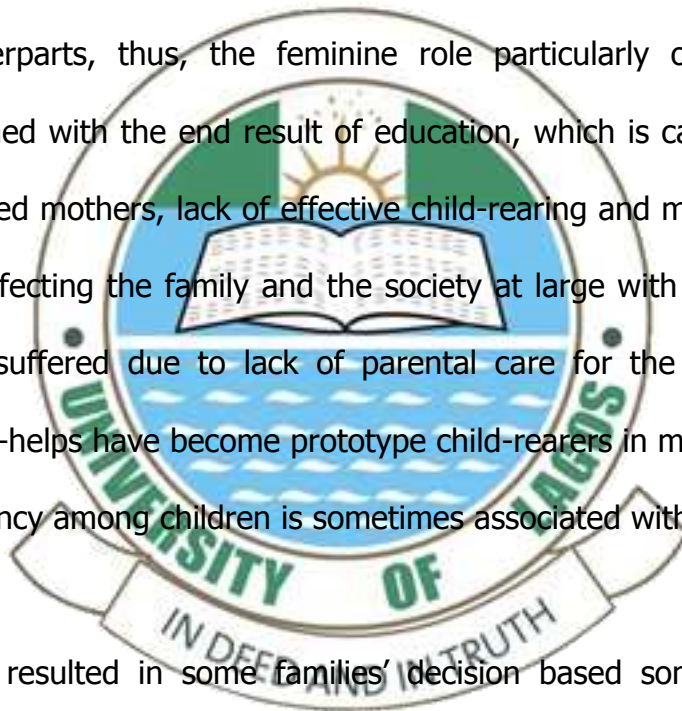 erparts, thus, the feminine role particularly
ed with the end result of education, which is
ed mothers, lack of effective child-rearing and
fecting the family and the society at large with
suffered due to lack of parental care for the
-helps have become prototype child-rearers in
ncy among children is sometimes associated with
resulted in some families’ decision based
UNIVERSITY OF LAGOS
IN DEED AND IN TRUTH